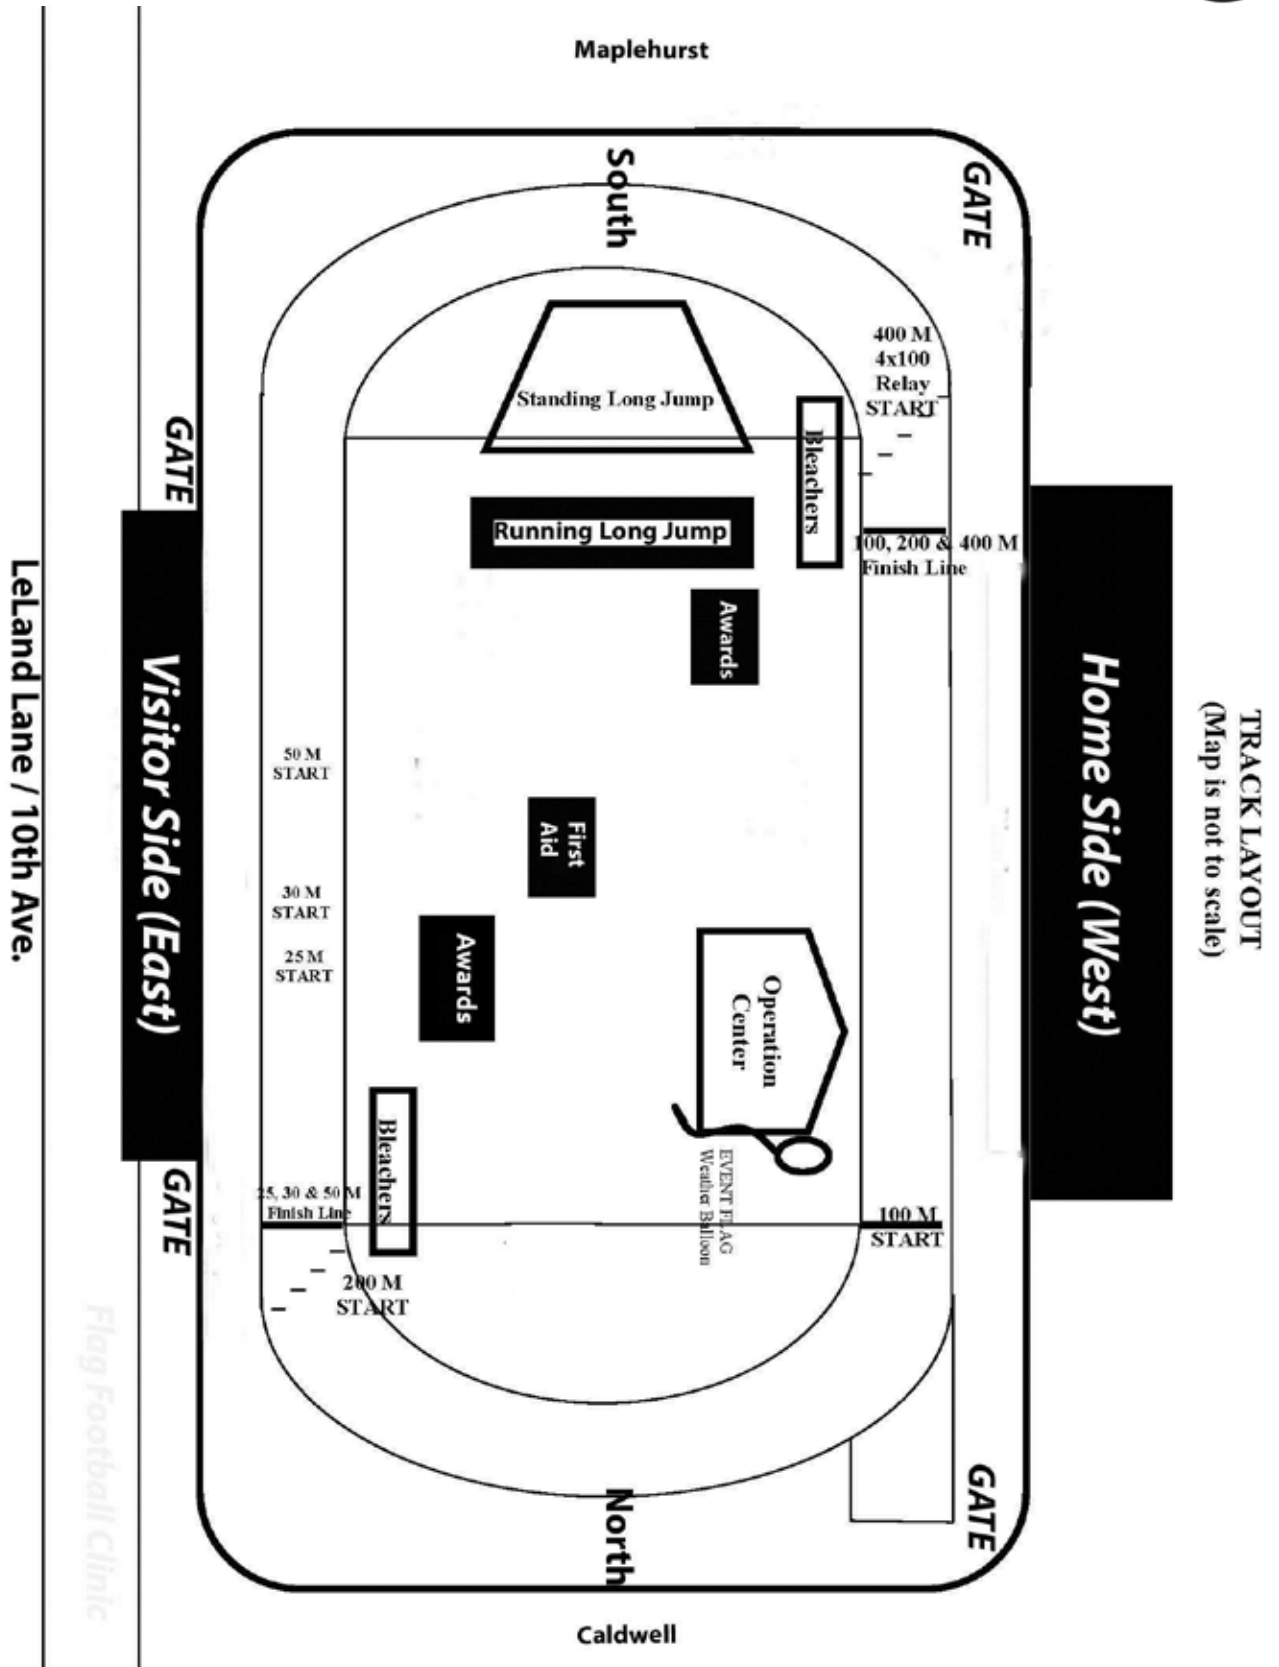 Maplehurst
South
GATE
400 M
4x100
Relay
START
Standing Long Jump
GATE
Bleachers
Running Long Jump
100, 200 & 400 M
Finish Line
Awards
LeLand Lane / 10th Ave.
Visitor Side (East)
Home Side (West)
TRACK LAYOUT
(Map is not to scale)
50 M
START
First
Aid
30 M
START
25 M
START
Awards
Operation
Center
Bleachers
EVENT FLAG
Weather Balloon
GATE
25, 30 & 50 M
Finish Line
100 M
START
200 M
START
Flag Football Clinic
GATE
North
Caldwell